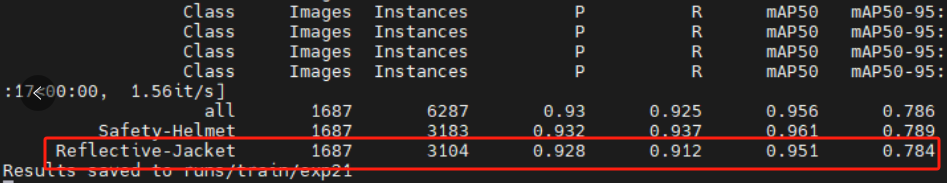 Class Images Instances P R mAP50 mAP50-95:
Class Images Instances P R mAP50 mAP50-95:
Class Images Instances P R mAP50 mAP50-95:
Class Images Instances P R mAP50 mAP50-95:
:17<00:00, 1.56it/s]
all 1687 6287 0.93 0.925 0.956 0.786
Safety-Helmet 1687 3183 0.932 0.937 0.961 0.789
Reflective-Jacket 1687 3104 0.928 0.912 0.951 0.784
Results saved to runs/train/exp21